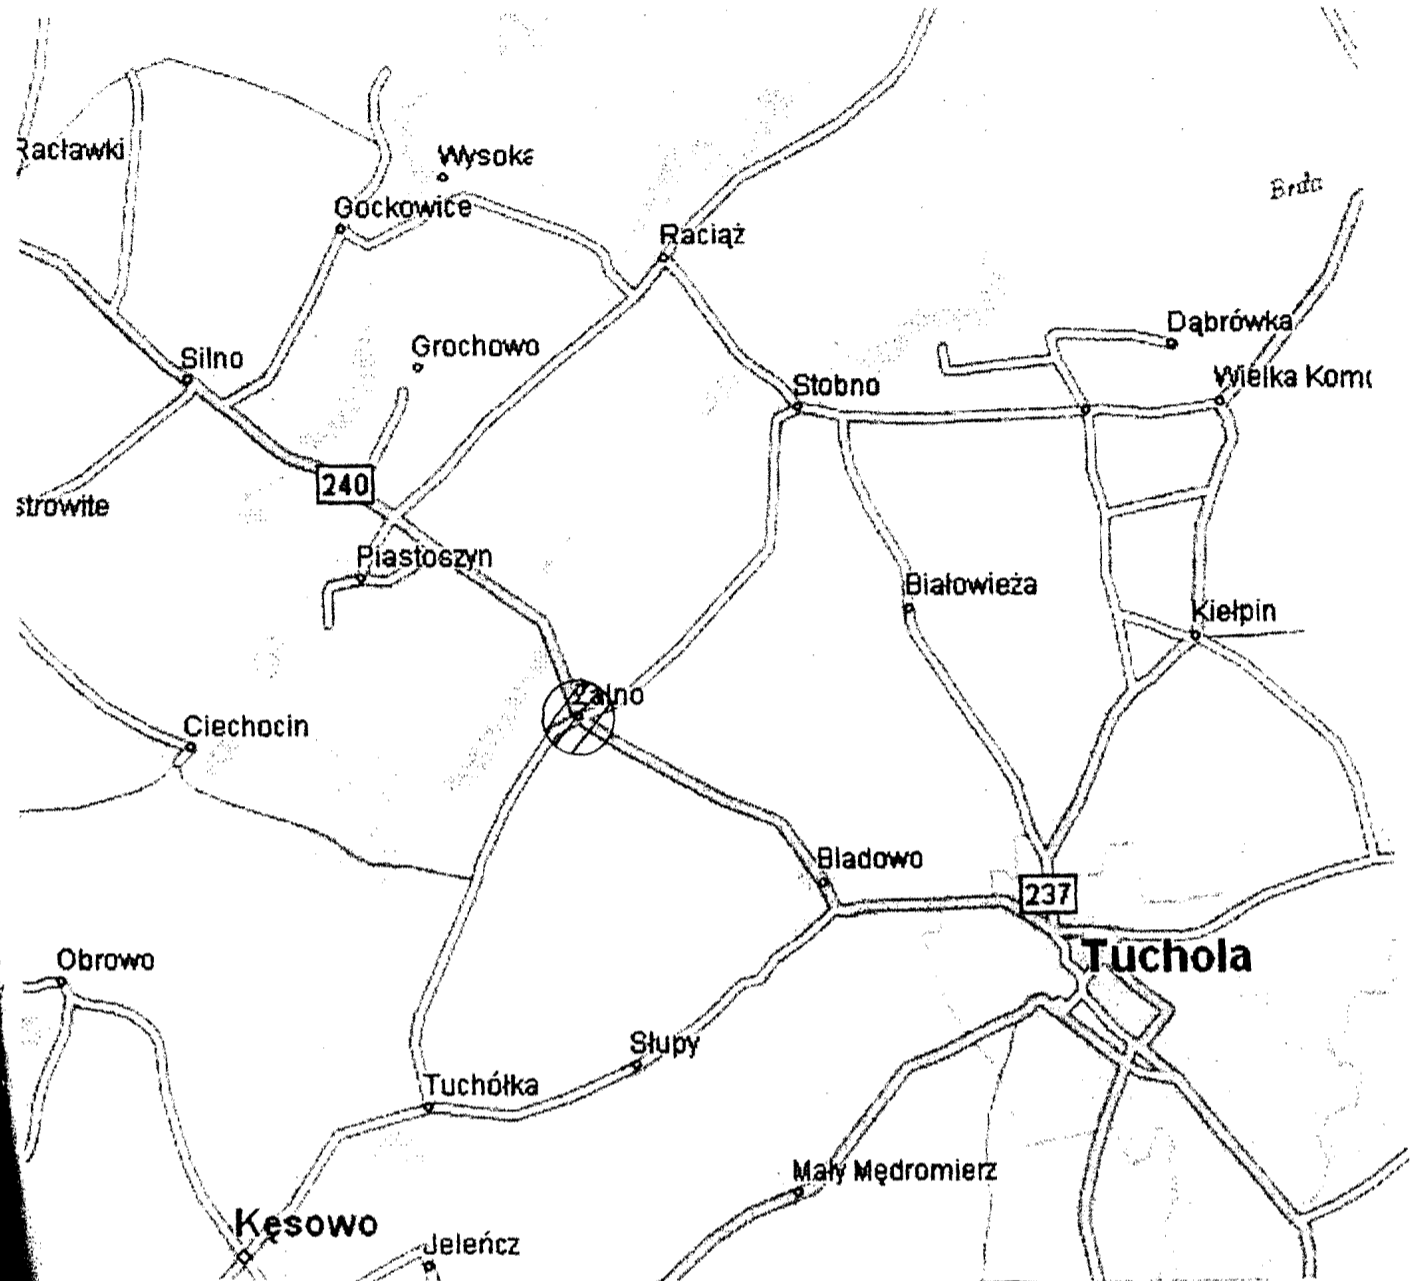 Racławki
Wysoka
Brda
Gockowice
Raciąż
Dąbrówka
Silno
Grochowo
Stobno
Wielka Komo
240
strowite
Piastoszyn
Białowieża
Kiełpin
Żalno
Ciechocin
Bladowo
237
Tuchola
Obrowo
Słupy
Tuchółka
Mały Mędromierz
Kęsowo
Jeleńcz